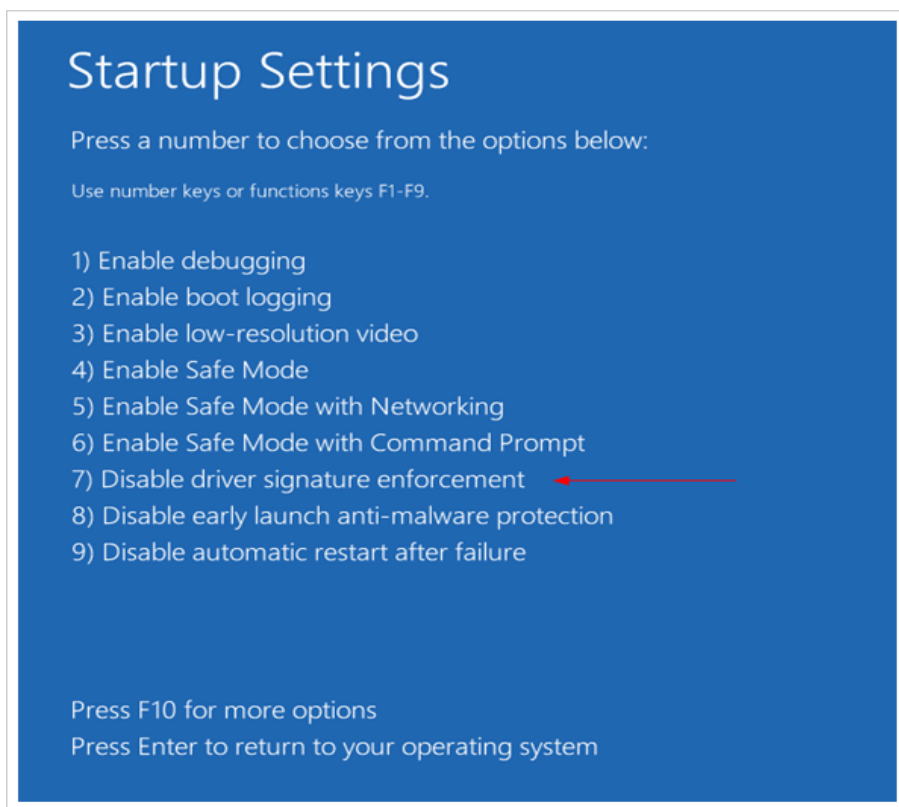 Startup Settings
Press a number to choose from the options below:
Use number keys or functions keys F1-F9.
1) Enable debugging
2) Enable boot logging
3) Enable low-resolution video
4) Enable Safe Mode
5) Enable Safe Mode with Networking
6) Enable Safe Mode with Command Prompt
7) Disable driver signature enforcement
8) Disable early launch anti-malware protection
9) Disable automatic restart after failure
Press F10 for more options
Press Enter to return to your operating system